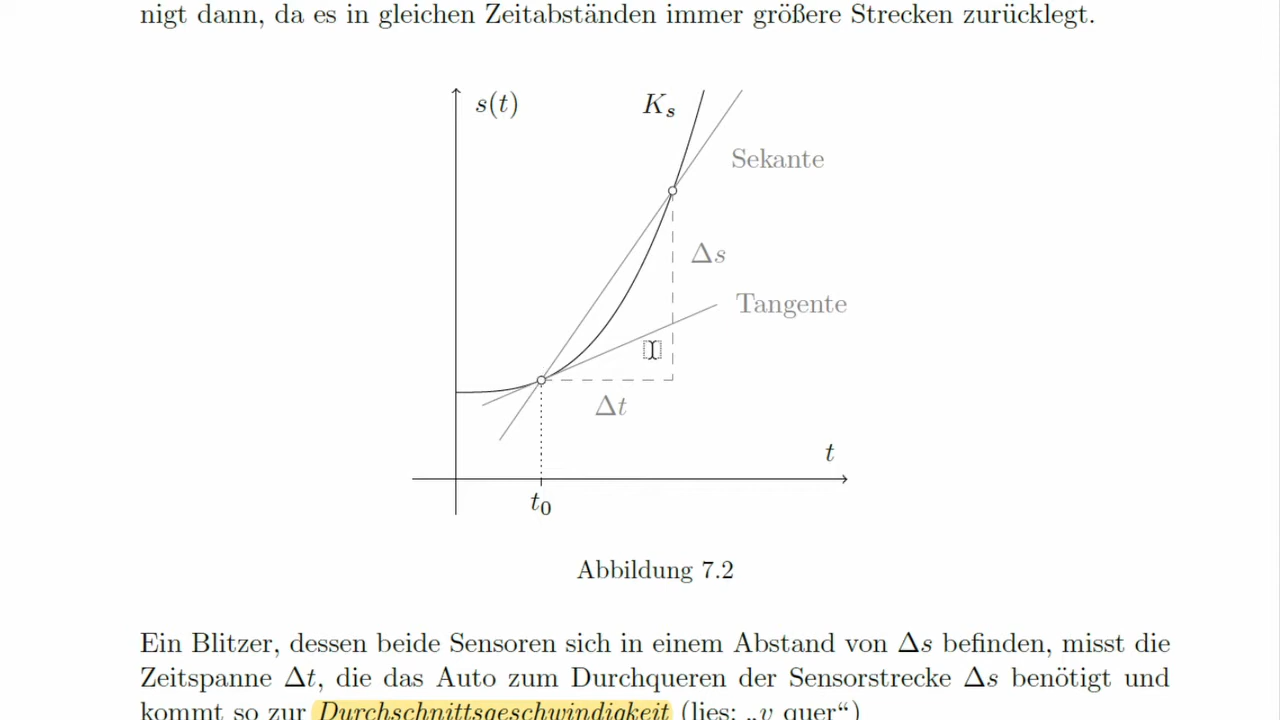 nigt dann, da es in gleichen Zeitabständen immer größere Strecken zurücklegt.
s(t)
K_s
Sekante
Δs
Tangente
Δt
t
t_0
Abbildung 7.2
Ein Blitzer, dessen beide Sensoren sich in einem Abstand von Δs befinden, misst die
Zeitspanne Δt, die das Auto zum Durchqueren der Sensorstrecke Δs benötigt und
kommt so zur Durchschnittsgeschwindigkeit (lies: „v quer“)